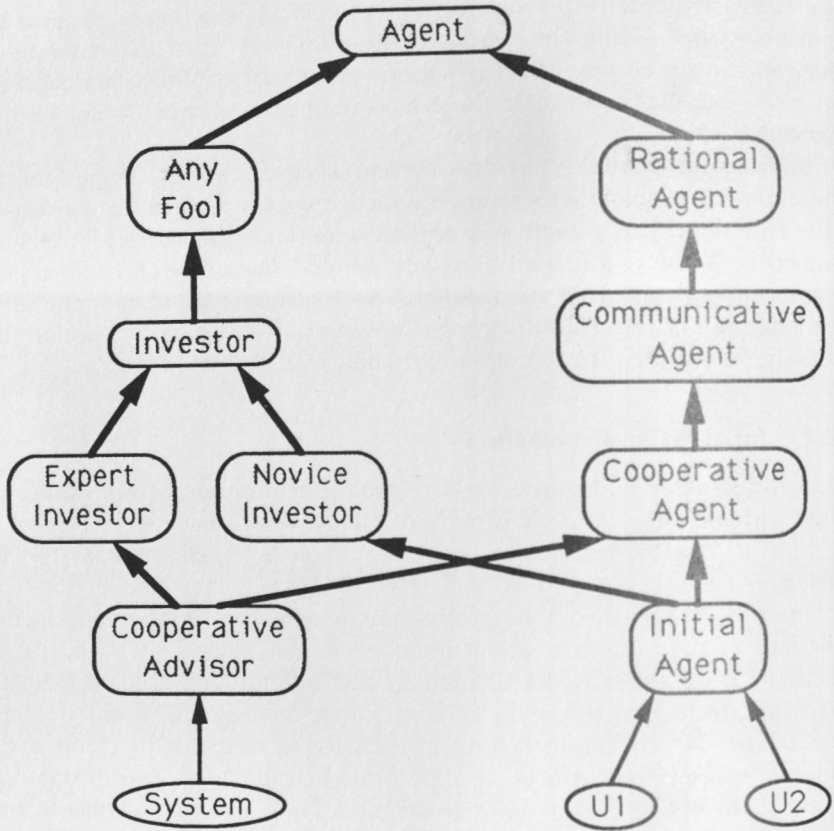 Agent
Any
Fool
Rational
Agent
Communicative
Agent
Investor
Expert
Investor
Novice
Investor
Cooperative
Agent
Cooperative
Advisor
Initial
Agent
System
U1
U2